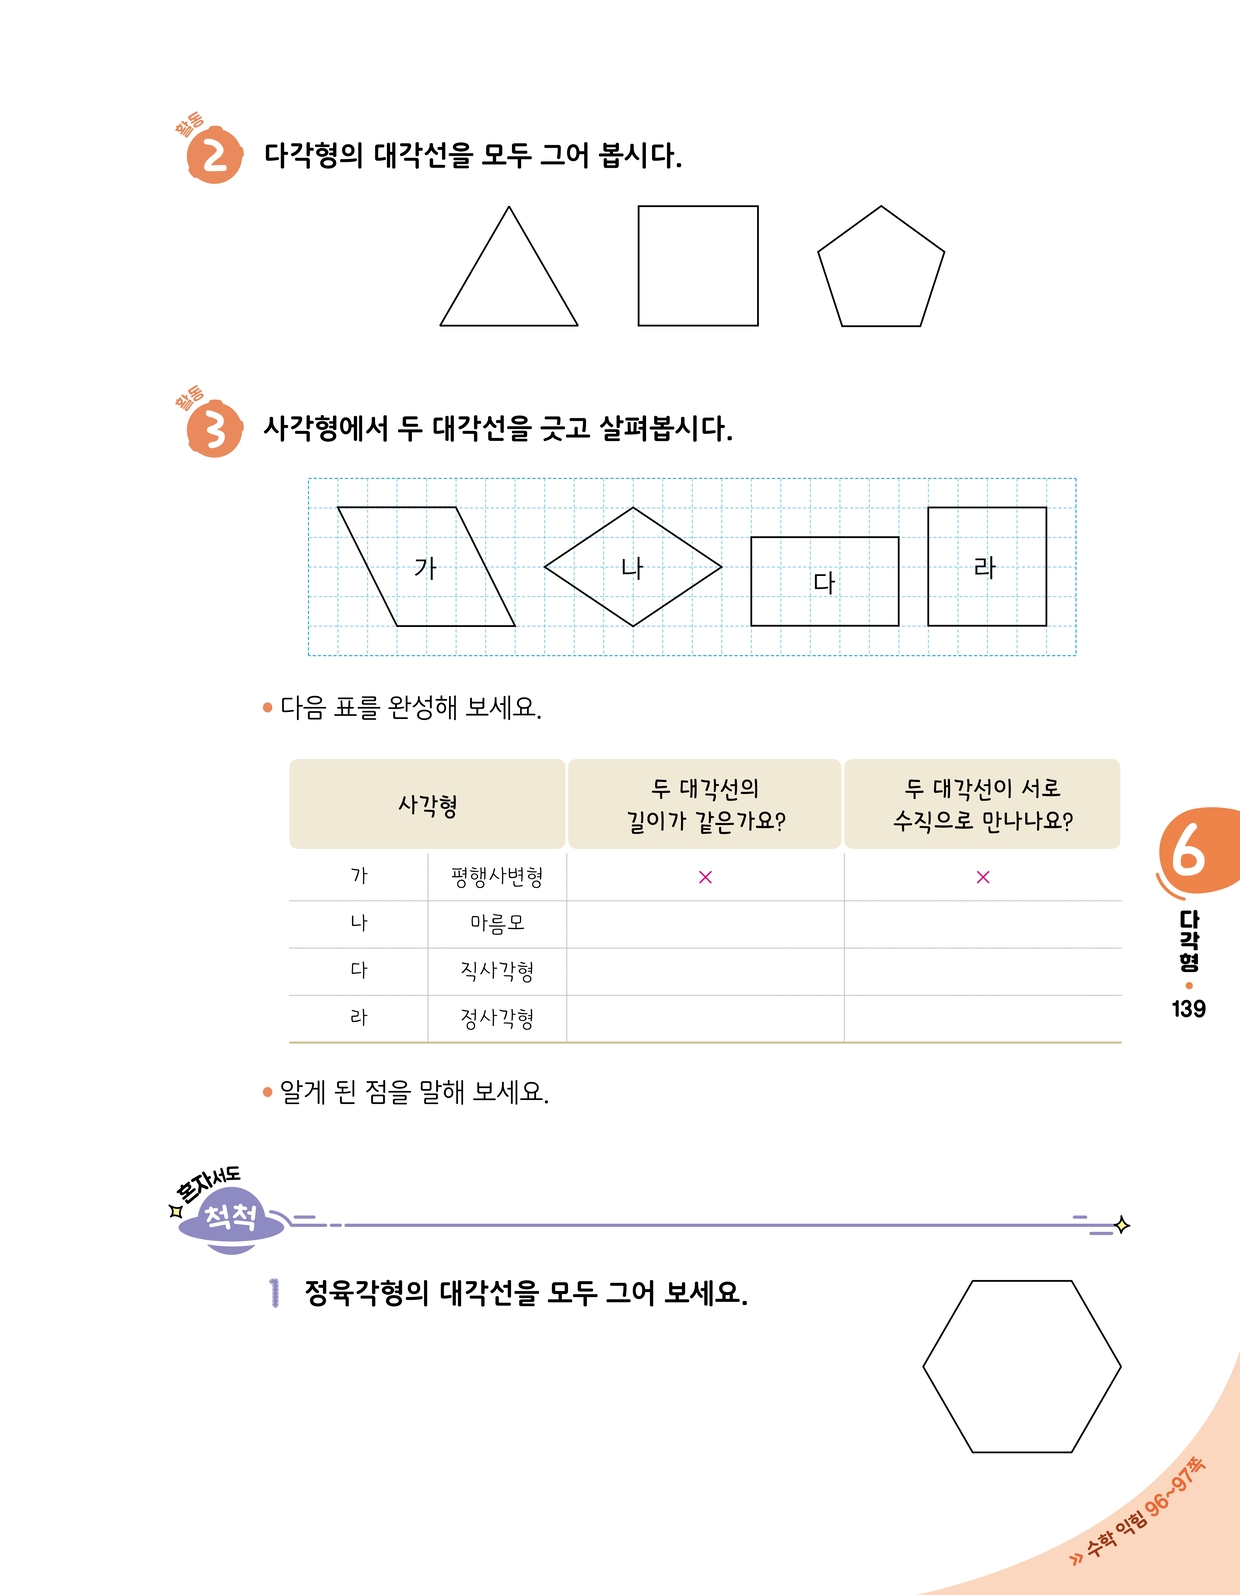 활동
2 다각형의 대각선을 모두 그어 봅시다.
활동
3 사각형에서 두 대각선을 긋고 살펴봅시다.
가 나 다 라
• 다음 표를 완성해 보세요.
사각형 두 대각선의 길이가 같은가요? 두 대각선이 서로 수직으로 만나나요?
가 평행사변형 × ×
나 마름모
다 직사각형
라 정사각형
6
다각형 • 139
• 알게 된 점을 말해 보세요.
혼자서도
척척
1 정육각형의 대각선을 모두 그어 보세요.
» 수학 익힘 96~97쪽